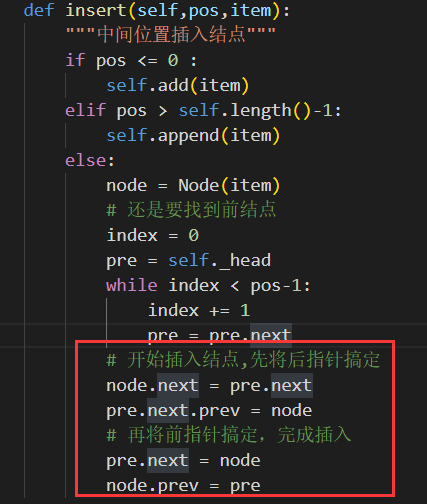 def insert(self,pos,item):
    """中间位置插入结点"""
    if pos <= 0 :
        self.add(item)
    elif pos > self.length()-1:
        self.append(item)
    else:
        node = Node(item)
        # 还是要找到前结点
        index = 0
        pre = self._head
        while index < pos-1:
            index += 1
            pre = pre.next
        # 开始插入结点,先将后指针搞定
        node.next = pre.next
        pre.next.prev = node
        # 再将前指针搞定，完成插入
        pre.next = node
        node.prev = pre